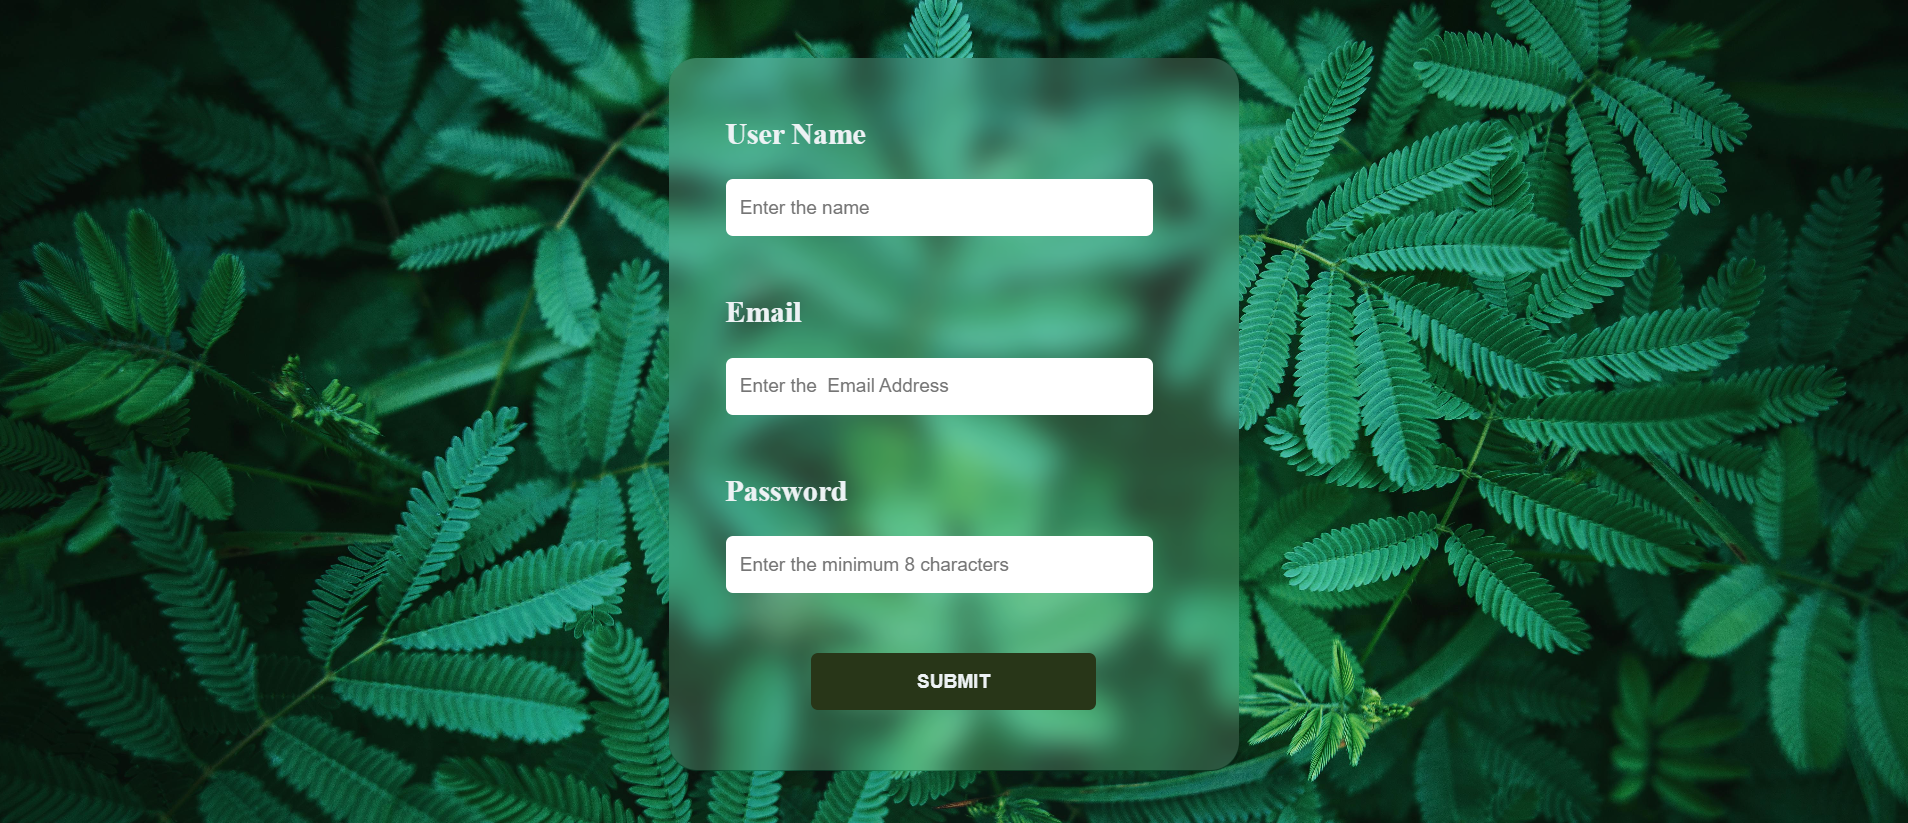 User Name
Enter the name
Email
Enter the  Email Address
Password
Enter the minimum 8 characters
SUBMIT